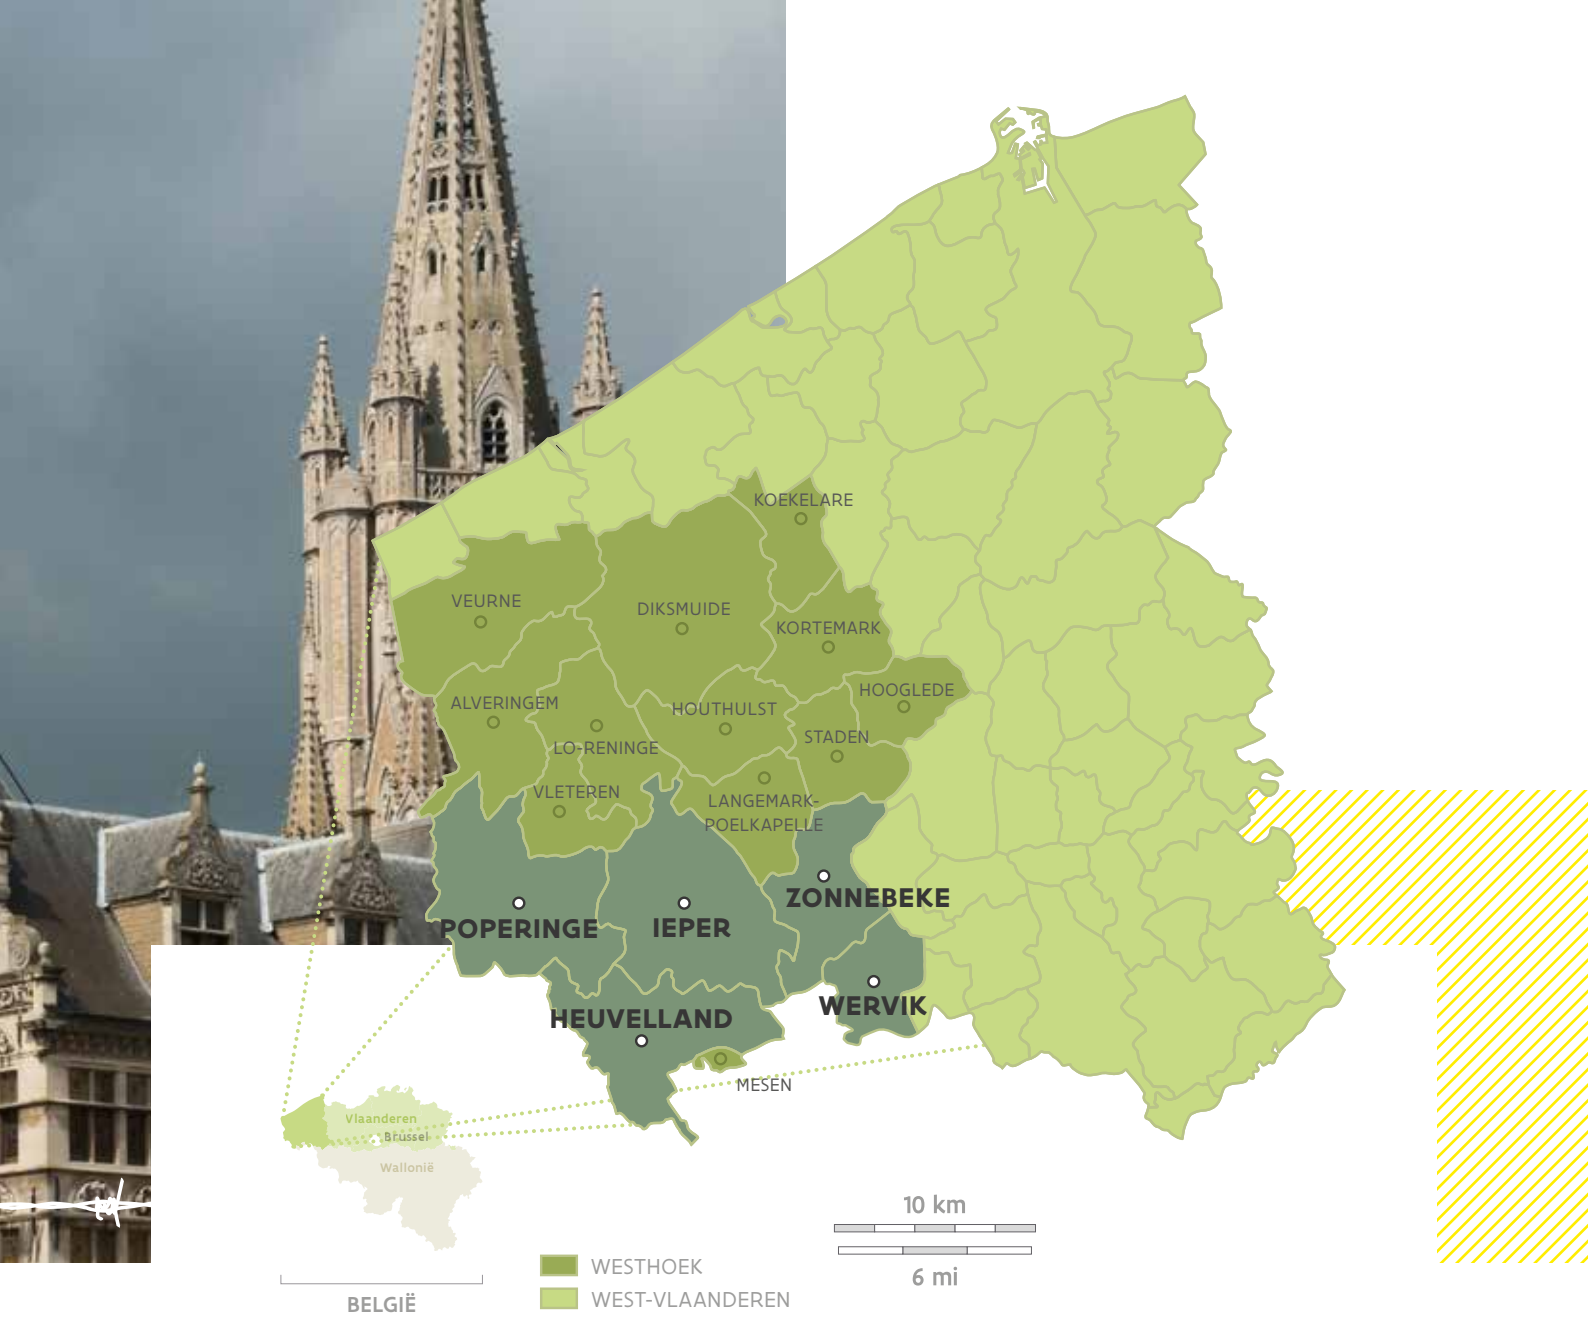 KOEKELARE
VEURNE
DIKSMUIDE
KORTEMARK
HOOGLEDE
ALVERINGEM
HOUTHULST
STADEN
LO-RENINGE
VLETEREN
LANGEMARK-
POELKAPELLE
ZONNEBEKE
POPERINGE
IEPER
WERVIK
HEUVELLAND
MESEN
Vlaanderen
Brussel
Wallonië
BELGIË
WESTHOEK
WEST-VLAANDEREN
10 km
6 mi